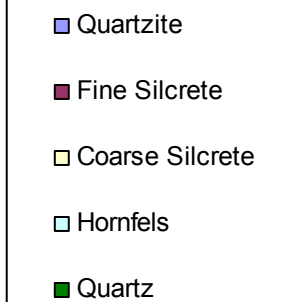 Quartzite
Fine Silcrete
Coarse Silcrete
Hornfels
Quartz